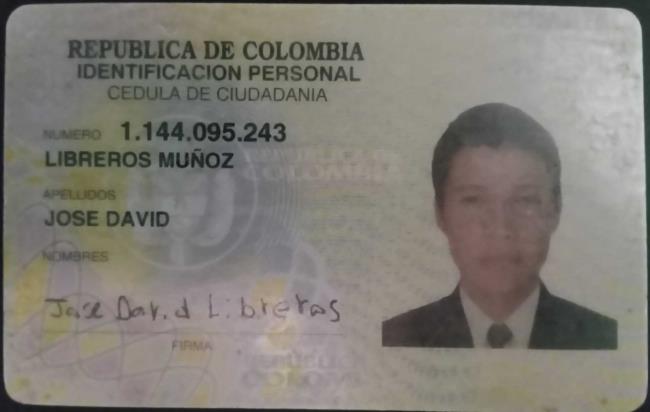 REPUBLICA DE COLOMBIA
IDENTIFICACION PERSONAL
CEDULA DE CIUDADANIA
NUMERO 1.144.095.243
LIBREROS MUÑOZ
APELLIDOS
JOSE DAVID
NOMBRES
Jose David Libreros
FIRMA